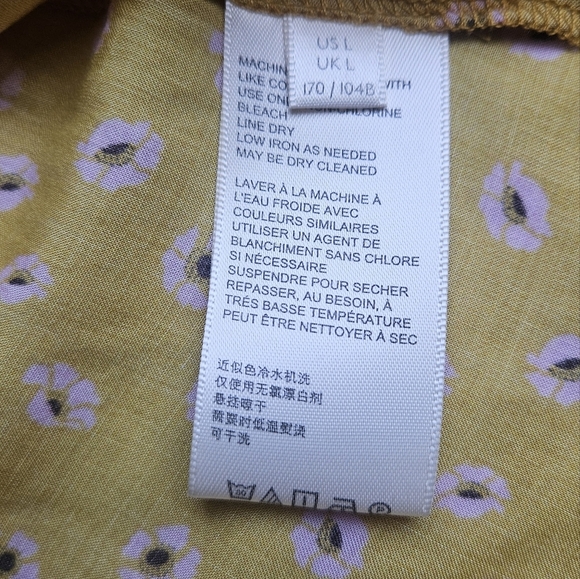 US L
UK L
170 / 104B
MACHIN
LIKE CO WITH
USE ON CHLORINE
BLEACH
LINE DRY
LOW IRON AS NEEDED
MAY BE DRY CLEANED
LAVER À LA MACHINE À
L'EAU FROIDE AVEC
COULEURS SIMILAIRES
UTILISER UN AGENT DE
BLANCHIMENT SANS CHLORE
SI NÉCESSAIRE
SUSPENDRE POUR SECHER
REPASSER, AU BESOIN, À
TRÉS BASSE TEMPÉRATURE
PEUT ÊTRE NETTOYER À SEC
近似色冷水机洗
仅使用无氯漂白剂
悬挂晾干
需要时低温熨烫
可干洗